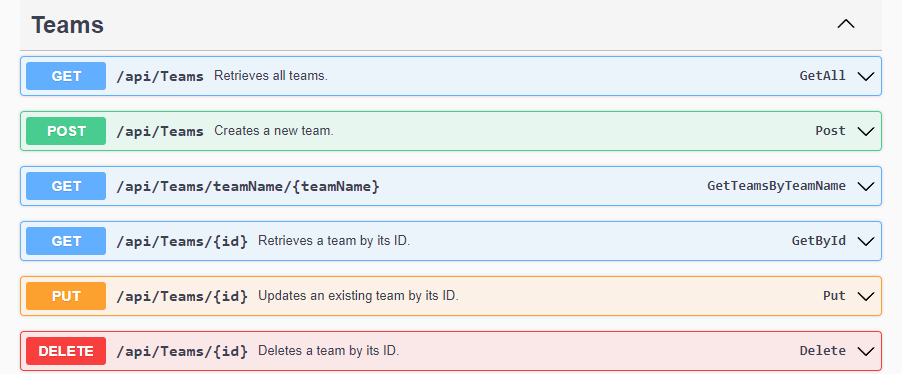 Teams
GET /api/Teams Retrieves all teams. GetAll
POST /api/Teams Creates a new team. Post
GET /api/Teams/teamName/{teamName} GetTeamsByTeamName
GET /api/Teams/{id} Retrieves a team by its ID. GetById
PUT /api/Teams/{id} Updates an existing team by its ID. Put
DELETE /api/Teams/{id} Deletes a team by its ID. Delete